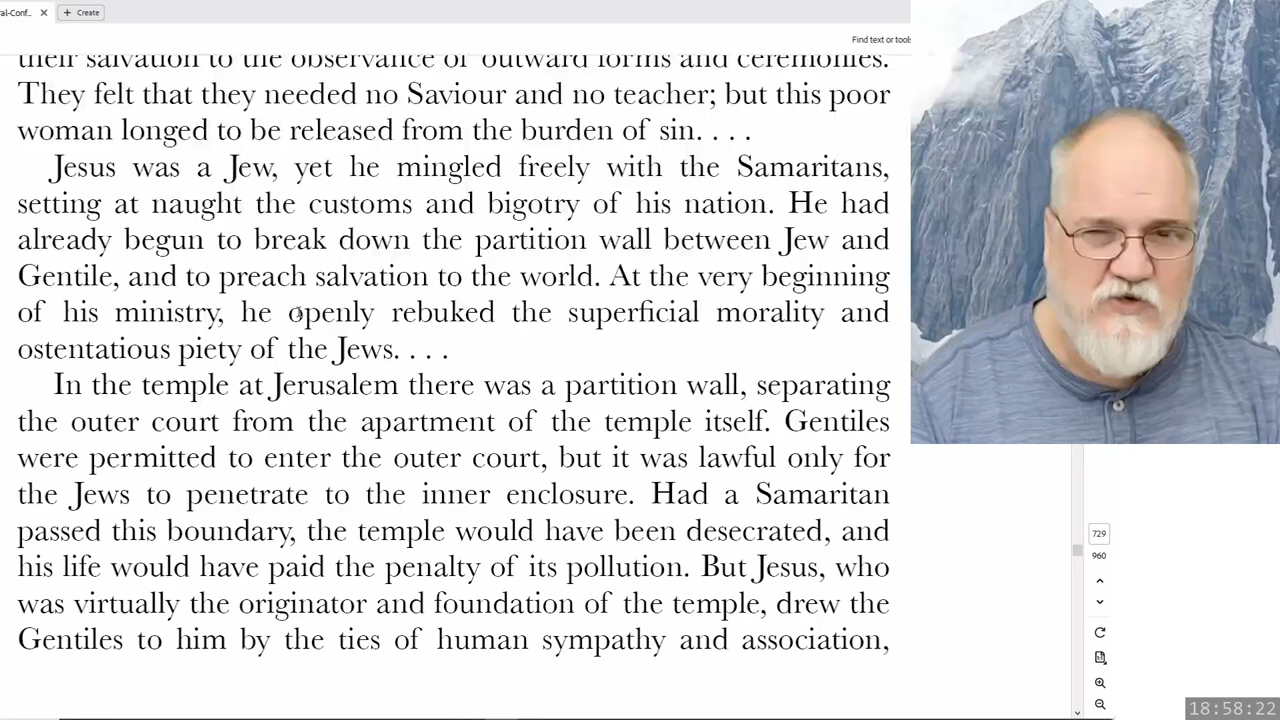 ral-Conf..
Create
Find text or tools
their salvation to the observance of outward forms and ceremonies.
They felt that they needed no Saviour and no teacher; but this poor
woman longed to be released from the burden of sin. . . .
Jesus was a Jew, yet he mingled freely with the Samaritans,
setting at naught the customs and bigotry of his nation. He had
already begun to break down the partition wall between Jew and
Gentile, and to preach salvation to the world. At the very beginning
of his ministry, he openly rebuked the superficial morality and
ostentatious piety of the Jews. . . .
In the temple at Jerusalem there was a partition wall, separating
the outer court from the apartment of the temple itself. Gentiles
were permitted to enter the outer court, but it was lawful only for
the Jews to penetrate to the inner enclosure. Had a Samaritan
passed this boundary, the temple would have been desecrated, and
his life would have paid the penalty of its pollution. But Jesus, who
was virtually the originator and foundation of the temple, drew the
Gentiles to him by the ties of human sympathy and association,
729
960
18:58:22